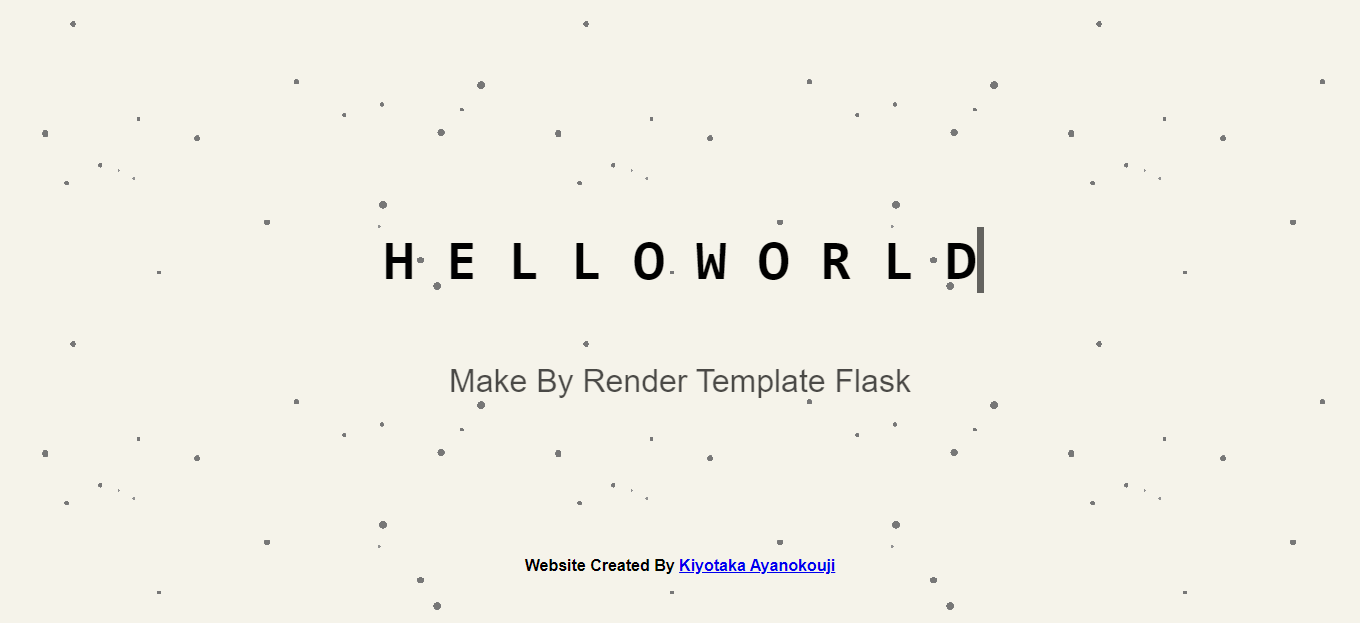 H E L L O W O R L D
Make By Render Template Flask
Website Created By Kiyotaka Ayanokouji